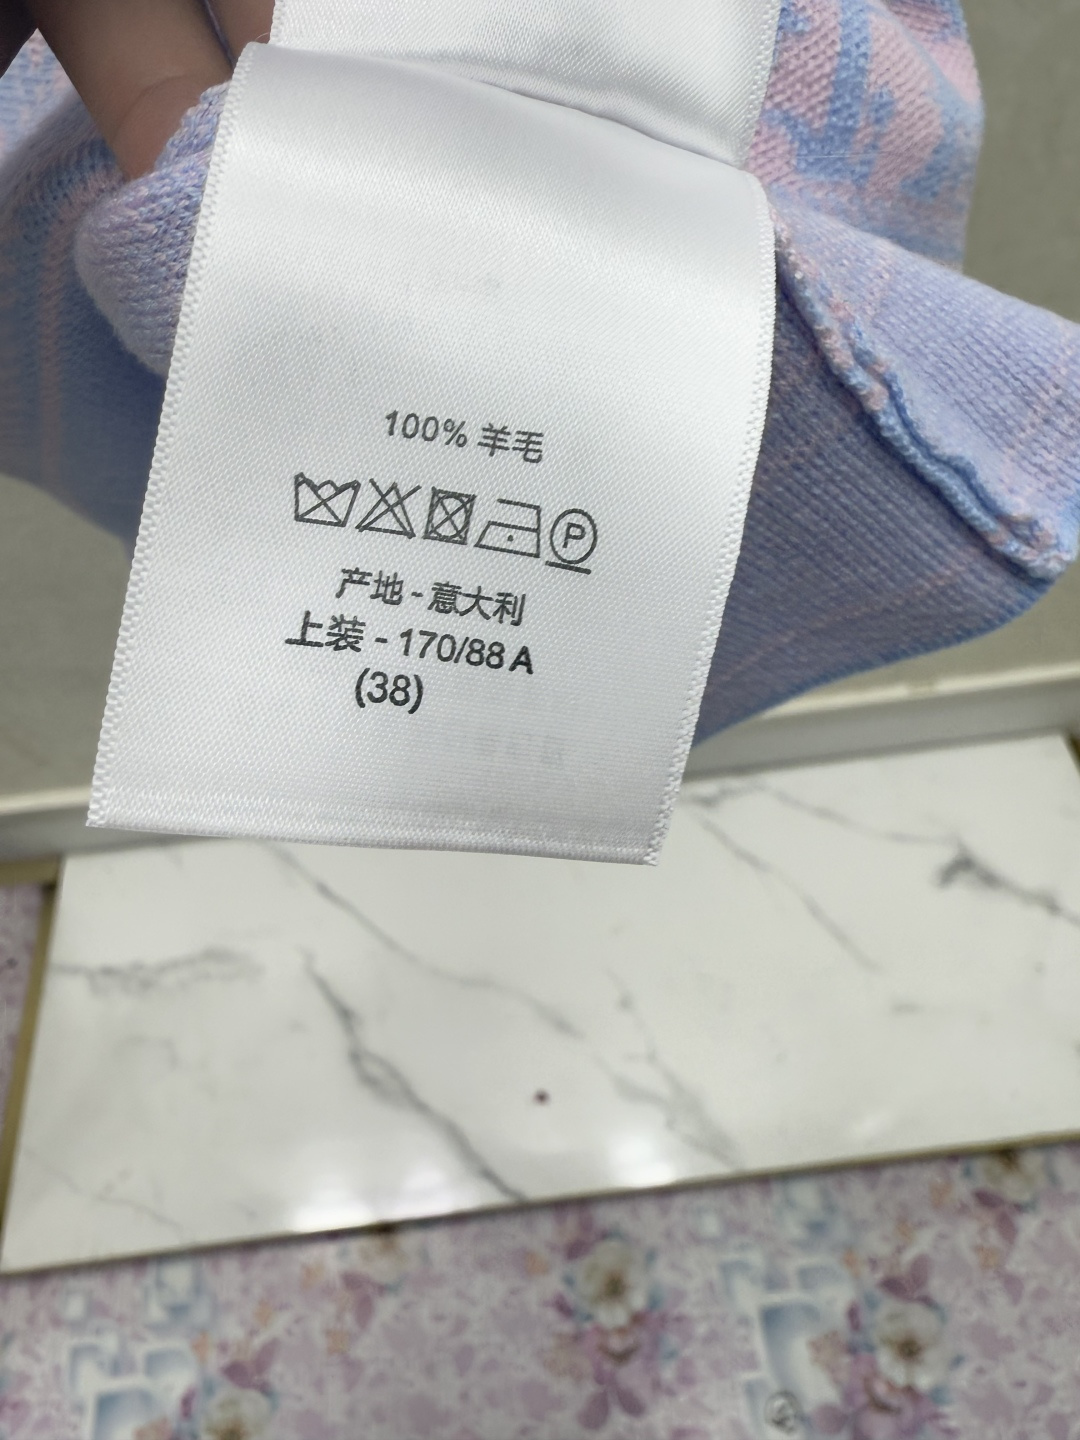 100% 羊毛
P
产地 - 意大利
上装 - 170/88 A
(38)